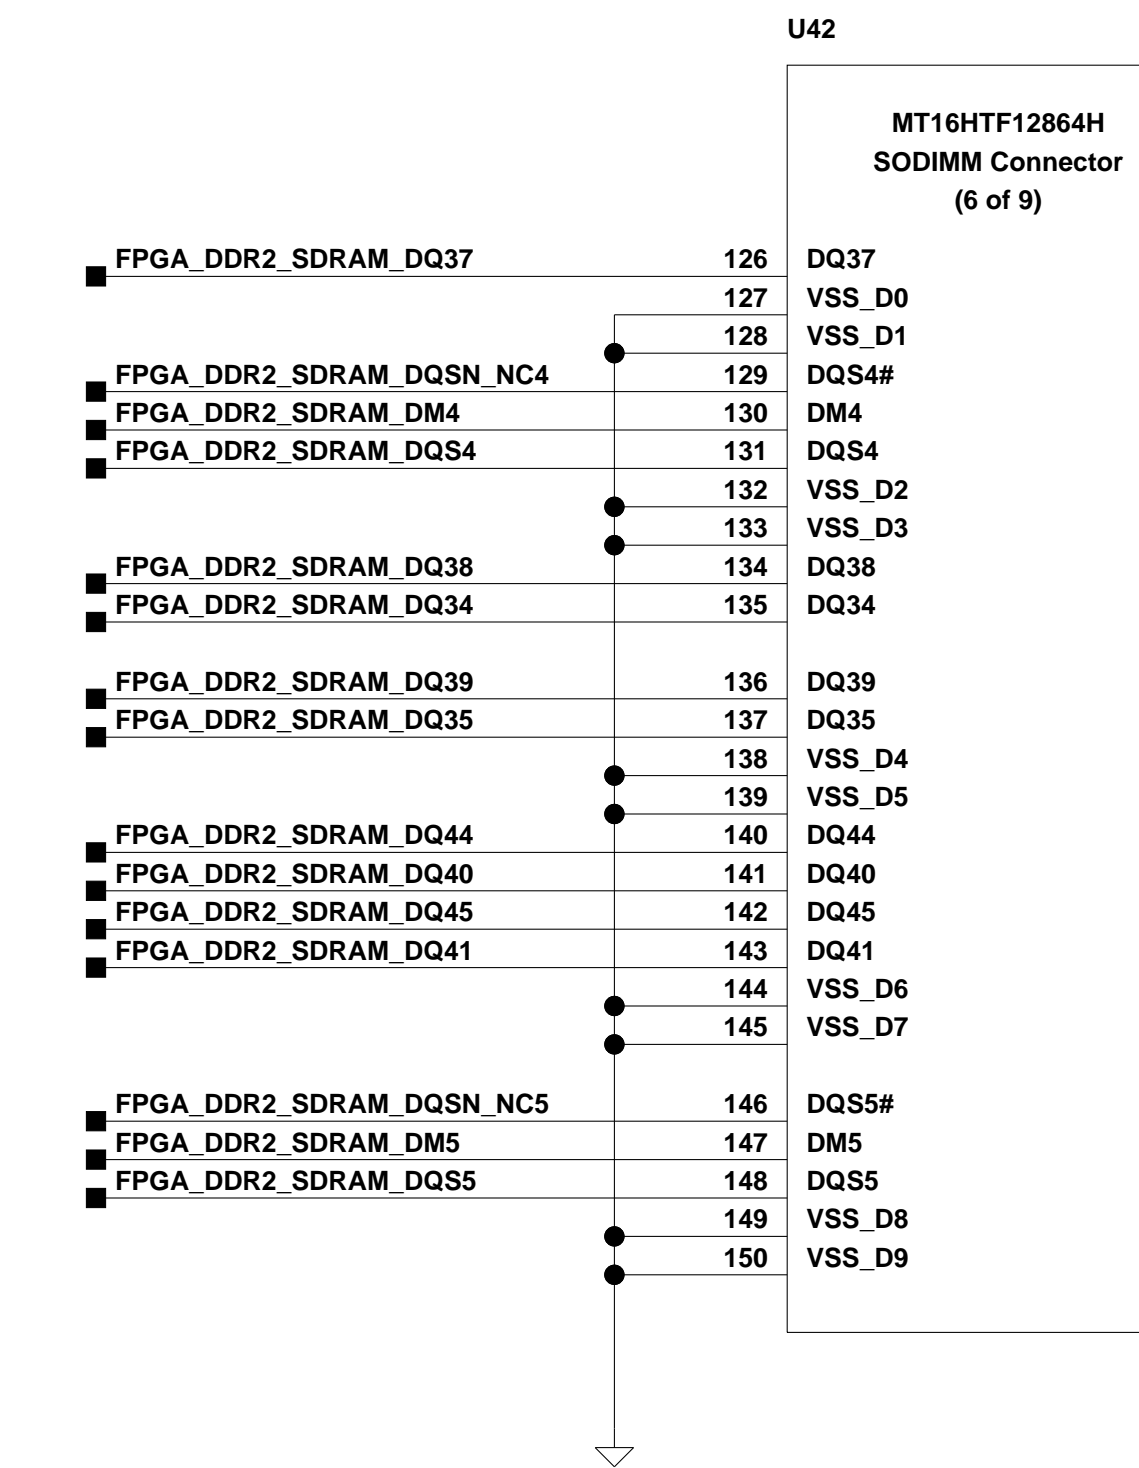 U42
MT16HTF12864H
SODIMM Connector
(6 of 9)
FPGA_DDR2_SDRAM_DQ37 126 DQ37
127 VSS_D0
128 VSS_D1
FPGA_DDR2_SDRAM_DQSN_NC4 129 DQS4#
FPGA_DDR2_SDRAM_DM4 130 DM4
FPGA_DDR2_SDRAM_DQS4 131 DQS4
132 VSS_D2
133 VSS_D3
FPGA_DDR2_SDRAM_DQ38 134 DQ38
FPGA_DDR2_SDRAM_DQ34 135 DQ34
FPGA_DDR2_SDRAM_DQ39 136 DQ39
FPGA_DDR2_SDRAM_DQ35 137 DQ35
138 VSS_D4
139 VSS_D5
FPGA_DDR2_SDRAM_DQ44 140 DQ44
FPGA_DDR2_SDRAM_DQ40 141 DQ40
FPGA_DDR2_SDRAM_DQ45 142 DQ45
FPGA_DDR2_SDRAM_DQ41 143 DQ41
144 VSS_D6
145 VSS_D7
FPGA_DDR2_SDRAM_DQSN_NC5 146 DQS5#
FPGA_DDR2_SDRAM_DM5 147 DM5
FPGA_DDR2_SDRAM_DQS5 148 DQS5
149 VSS_D8
150 VSS_D9